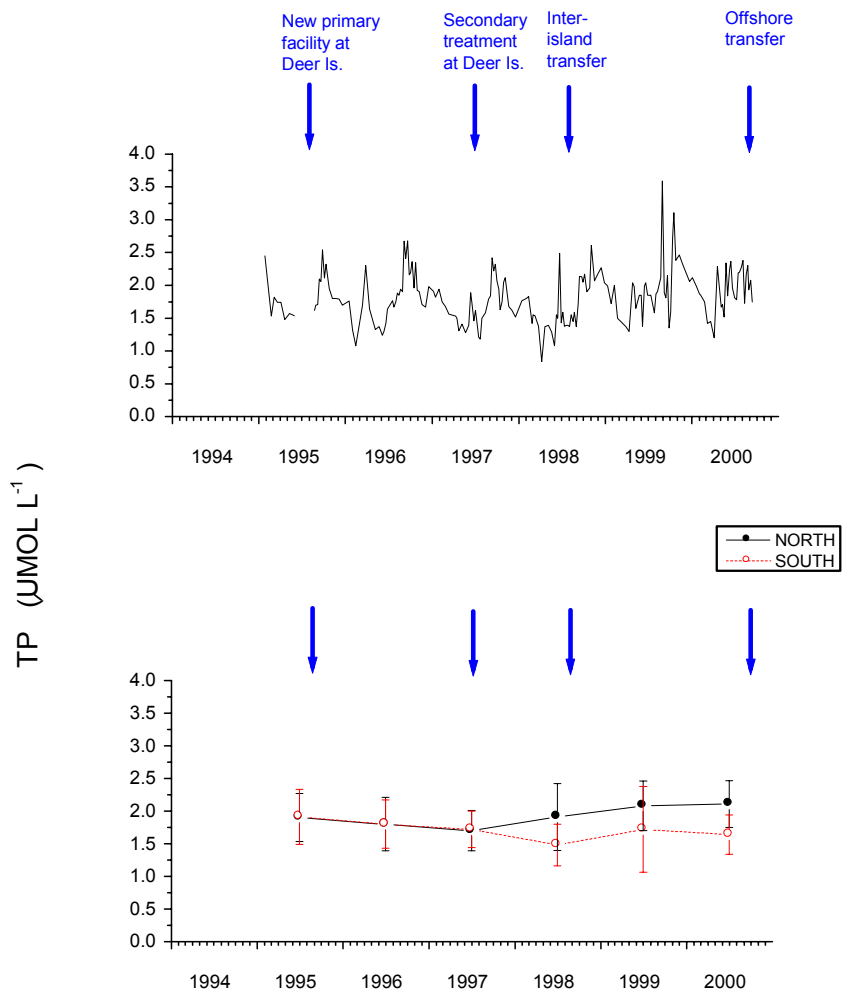 New primary
facility at
Deer Is.
Secondary
treatment
at Deer Is.
Inter-
island
transfer
Offshore
transfer
4.0
3.5
3.0
2.5
2.0
1.5
1.0
0.5
0.0
1994 1995 1996 1997 1998 1999 2000
TP (UMOL L-1)
NORTH
SOUTH
4.0
3.5
3.0
2.5
2.0
1.5
1.0
0.5
0.0
1994 1995 1996 1997 1998 1999 2000